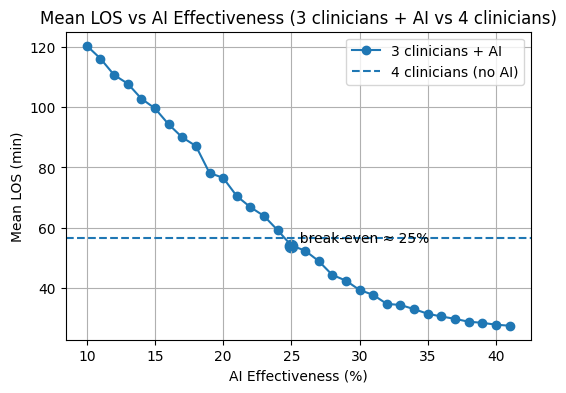 Mean LOS vs AI Effectiveness (3 clinicians + AI vs 4 clinicians)
3 clinicians + AI
4 clinicians (no AI)
120
100
80
60
40
Mean LOS (min)
break-even ≈ 25%
10 15 20 25 30 35 40
AI Effectiveness (%)